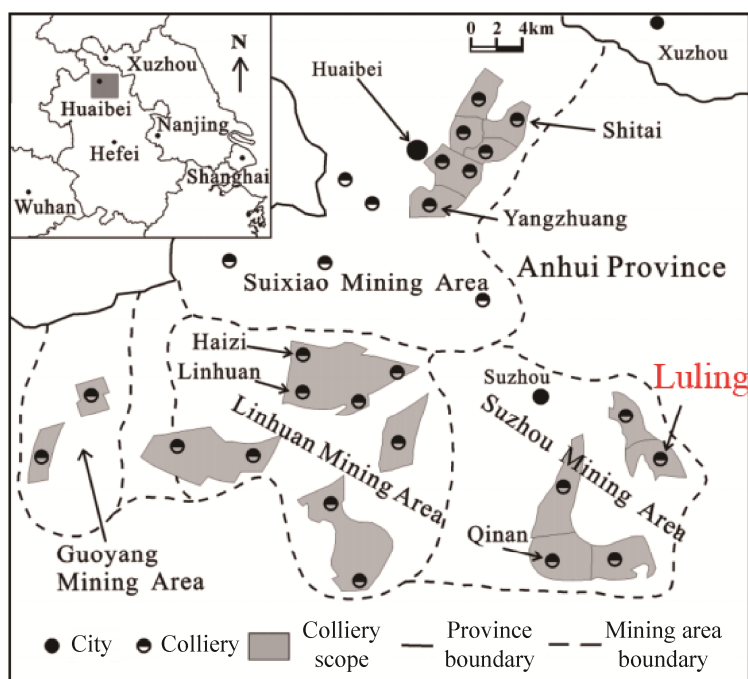 N
Xuzhou
Huaibei
Nanjing
Hefei
Shanghai
Wuhan
0 2 4km
Xuzhou
Huaibei
Shitai
Yangzhuang
Anhui Province
Suixiao Mining Area
Haizi
Linhuan
Linhuan Mining Area
Suzhou
Luling
Suzhou Mining Area
Qinan
Guoyang
Mining Area
City
Colliery
Colliery
scope
Province
boundary
Mining area
boundary